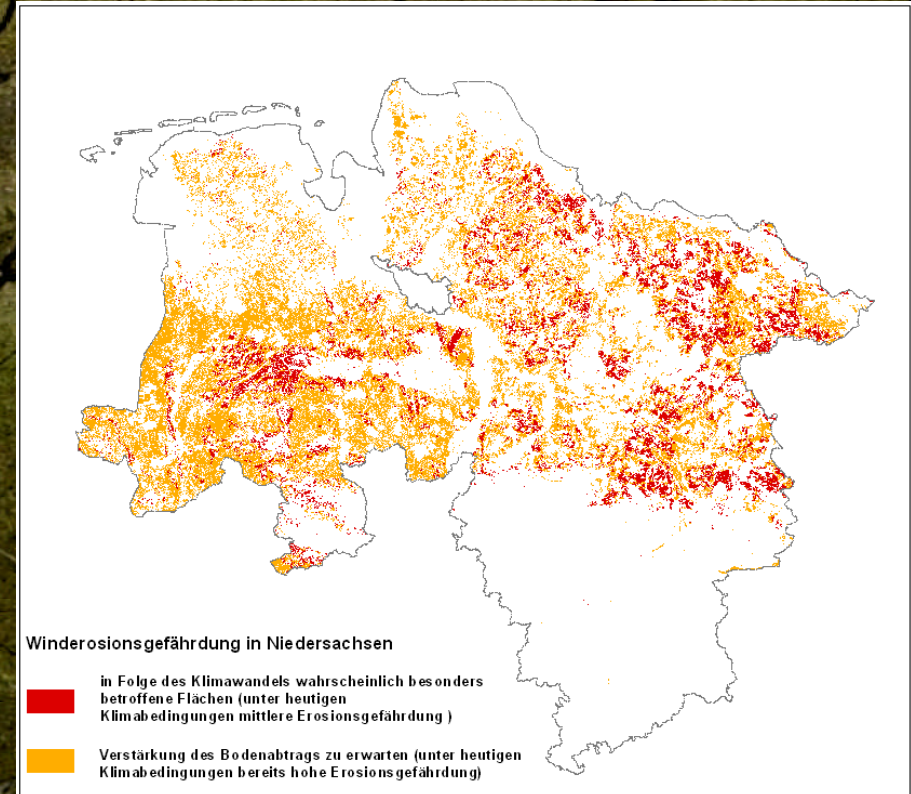 Winderosionsgefährdung in Niedersachsen
in Folge des Klimawandels wahrscheinlich besonders
betroffene Flächen (unter heutigen
Klimabedingungen mittlere Erosionsgefährdung )
Verstärkung des Bodenabtrags zu erwarten (unter heutigen
Klimabedingungen bereits hohe Erosionsgefährdung)